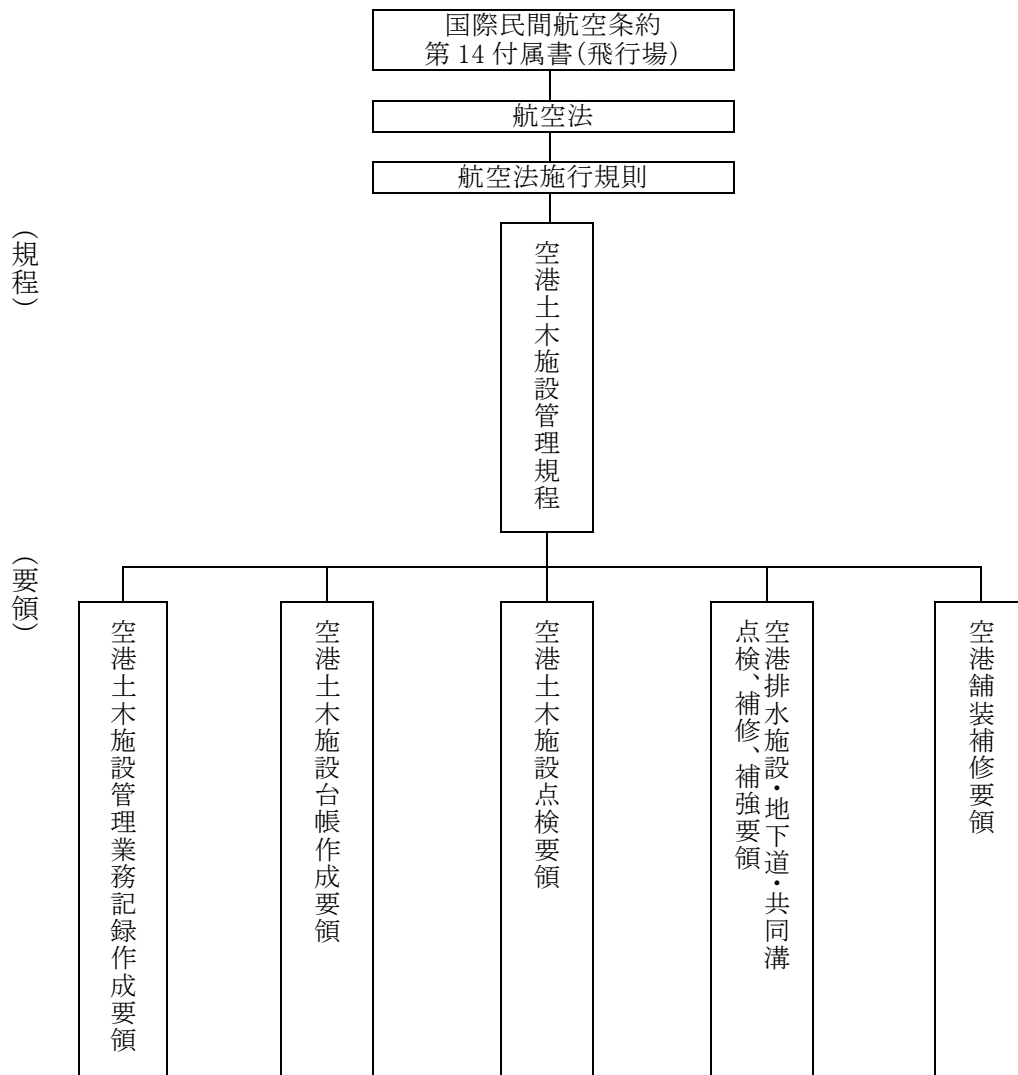 国際民間航空条約
第14付属書(飛行場)
航空法
航空法施行規則
(規程)
空港土木施設管理規程
(要領)
空港土木施設管理業務記録作成要領
空港土木施設台帳作成要領
空港土木施設点検要領
空港排水施設・地下道・共同溝
点検、補修、補強要領
空港舗装補修要領